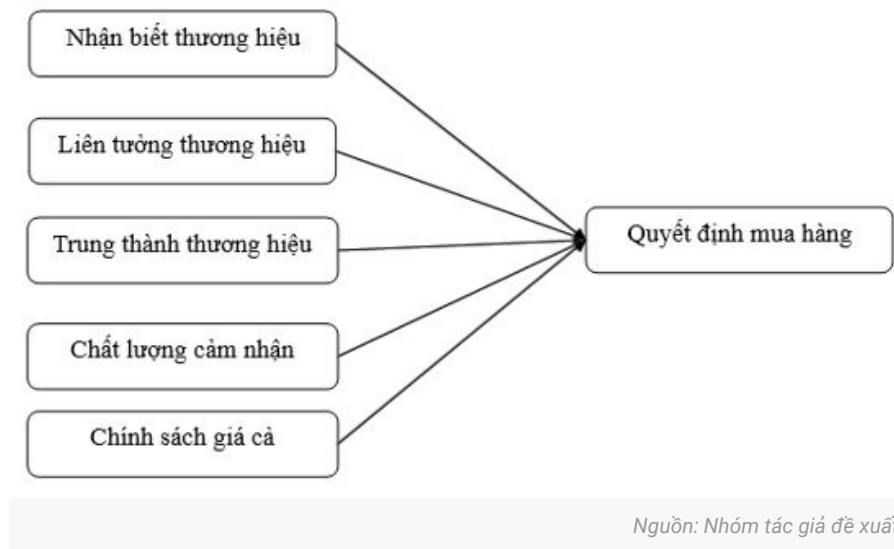 Nhận biết thương hiệu
Liên tưởng thương hiệu
Trung thành thương hiệu
Quyết định mua hàng
Chất lượng cảm nhận
Chính sách giá cả
Nguồn: Nhóm tác giả đề xuất